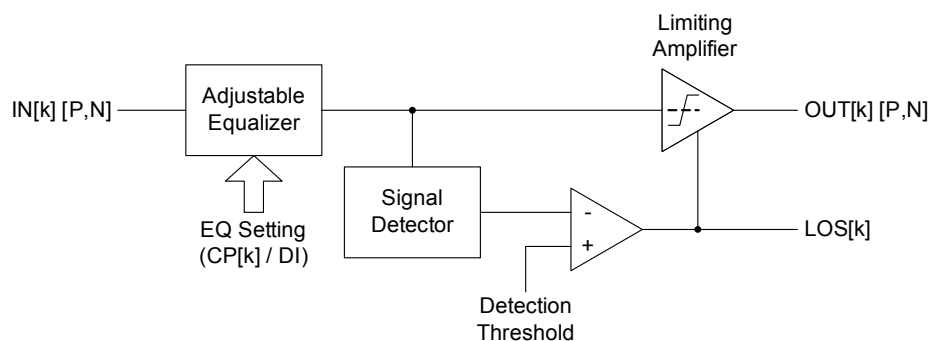 Limiting
Amplifier
IN[k] [P,N]
Adjustable
Equalizer
OUT[k] [P,N]
Signal
Detector
-
+
EQ Setting
(CP[k] / DI)
LOS[k]
Detection
Threshold